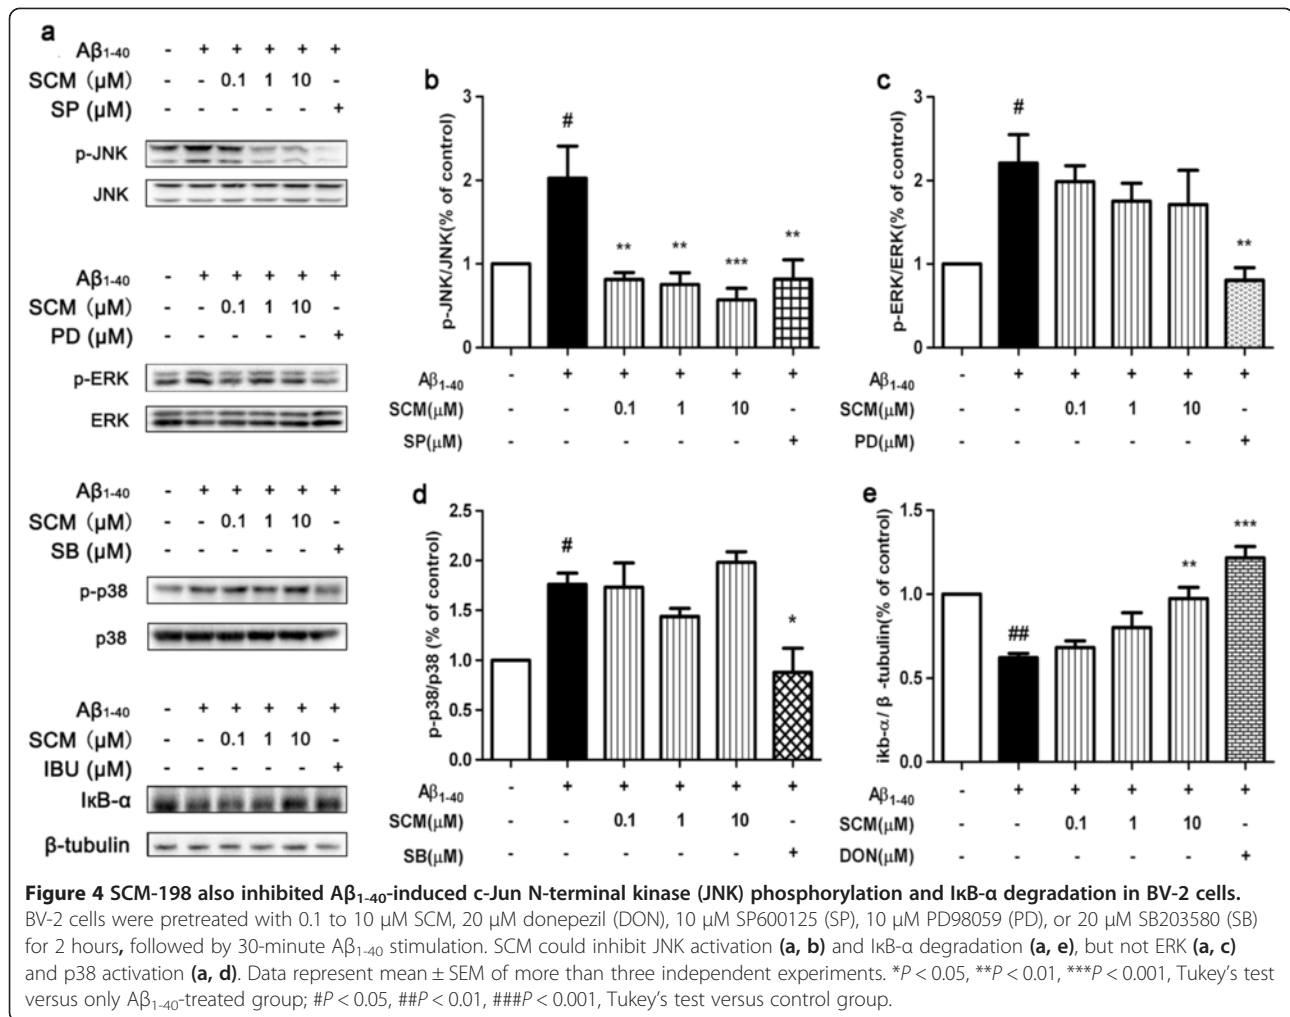 a
Aβ1-40 - + + + + +
SCM (μM) - - 0.1 1 10 -
SP (μM) - - - - - +
p-JNK
JNK
Aβ1-40 - + + + + +
SCM (μM) - - 0.1 1 10 -
PD (μM) - - - - - +
p-ERK
ERK
Aβ1-40 - + + + + +
SCM (μM) - - 0.1 1 10 -
SB (μM) - - - - - +
p-p38
p38
Aβ1-40 - + + + + +
SCM (μM) - - 0.1 1 10 -
IBU (μM) - - - - - +
IκB-α
β-tubulin
b
p-JNK/JNK(% of control)
3
2
1
0
#
**
**
***
**
Aβ1-40 - + + + + +
SCM(μM) - - 0.1 1 10 -
SP(μM) - - - - - +
c
p-ERK/ERK(% of control)
3
2
1
0
#
**
Aβ1-40 - + + + + +
SCM(μM) - - 0.1 1 10 -
PD(μM) - - - - - +
d
p-p38/p38 (% of control)
2.5
2.0
1.5
1.0
0.5
0.0
#
*
Aβ1-40 - + + + + +
SCM(μM) - - 0.1 1 10 -
SB(μM) - - - - - +
e
ikb-α/ β -tubulin(% of control)
1.5
1.0
0.5
0.0
##
**
***
Aβ1-40 - + + + + +
SCM(μM) - - 0.1 1 10 -
DON(μM) - - - - - +
Figure 4 SCM-198 also inhibited Aβ1-40-induced c-Jun N-terminal kinase (JNK) phosphorylation and IκB-α degradation in BV-2 cells.
BV-2 cells were pretreated with 0.1 to 10 μM SCM, 20 μM donepezil (DON), 10 μM SP600125 (SP), 10 μM PD98059 (PD), or 20 μM SB203580 (SB)
for 2 hours, followed by 30-minute Aβ1-40 stimulation. SCM could inhibit JNK activation (a, b) and IκB-α degradation (a, e), but not ERK (a, c)
and p38 activation (a, d). Data represent mean ± SEM of more than three independent experiments. *P < 0.05, **P < 0.01, ***P < 0.001, Tukey's test
versus only Aβ1-40-treated group; #P < 0.05, ##P < 0.01, ###P < 0.001, Tukey's test versus control group.